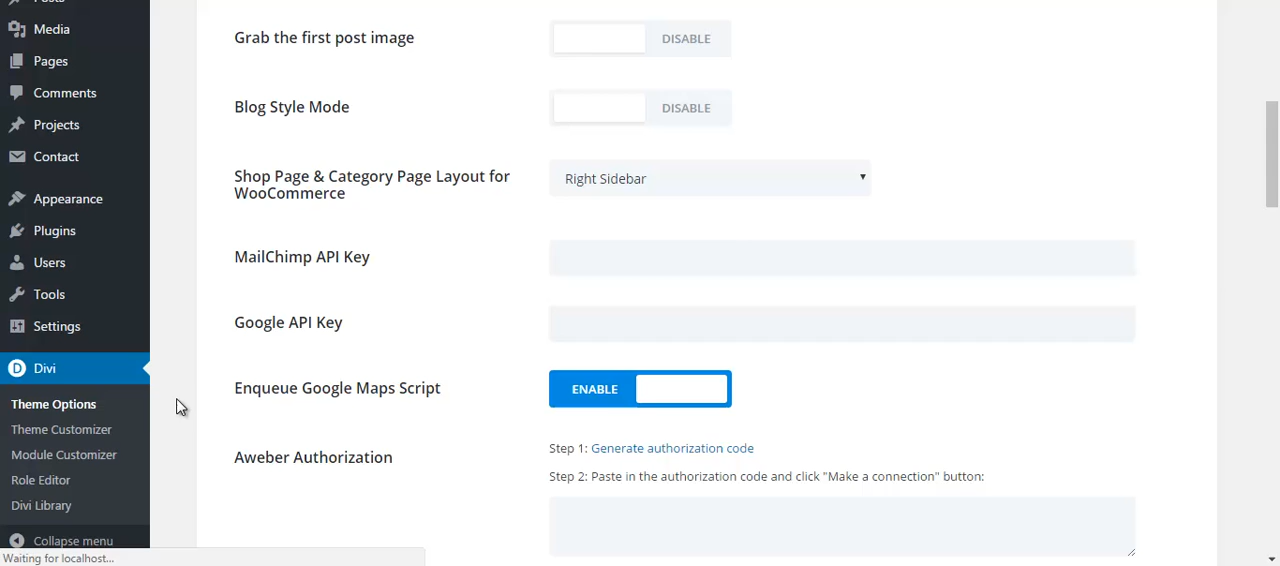 Posts
Media
Pages
Comments
Projects
Contact
Appearance
Plugins
Users
Tools
Settings
D Divi
Theme Options
Theme Customizer
Module Customizer
Role Editor
Divi Library
Collapse menu
Waiting for localhost...
Grab the first post image
DISABLE
Blog Style Mode
DISABLE
Shop Page & Category Page Layout for
WooCommerce
Right Sidebar
MailChimp API Key
Google API Key
Enqueue Google Maps Script
ENABLE
Aweber Authorization
Step 1: Generate authorization code
Step 2: Paste in the authorization code and click "Make a connection" button: